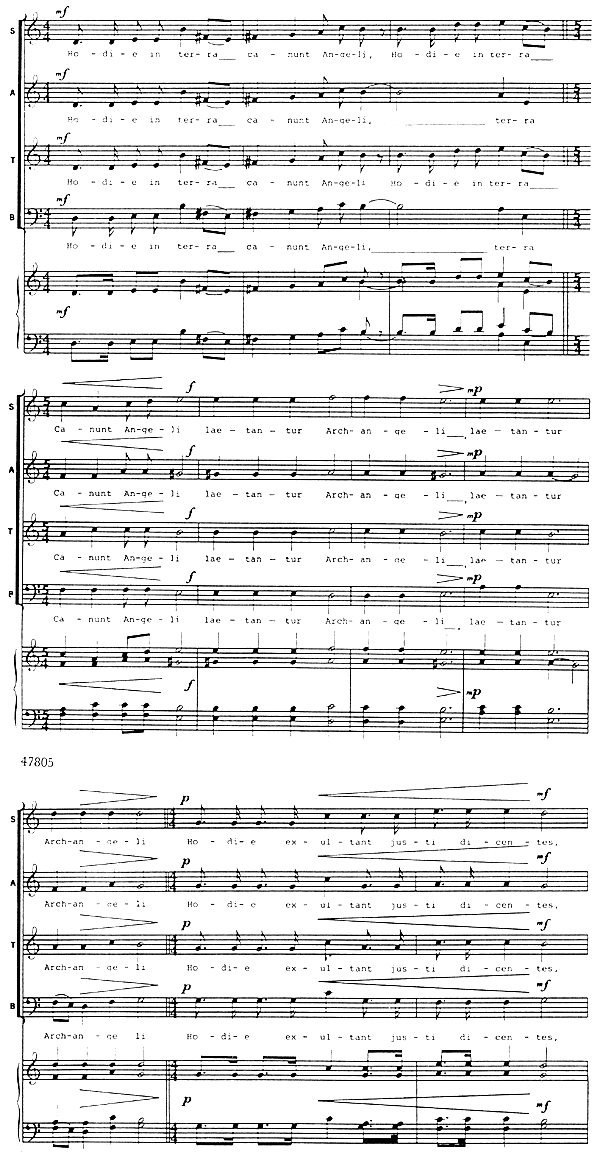 mf
S
Ho - di - e in ter- ra__ ca - nunt An-ge-li, Ho - di - e in ter-ra___
mf
A
Ho - di - e in ter- ra__ ca - nunt An-ge-li, ________ ter-ra
mf
T
Ho - di - e in ter- ra__ ca - nunt An-ge-li Ho - di - e in ter-ra____
mf
B
Ho - di - e in ter- ra__ ca - nunt An-ge-li,________ ter- ra
mf
f mp
S
Ca - nunt An-ge - li lae - tan - tur Arch- an - ge - li__, lae - tan - tur
f mp
A
Ca - nunt An-ge - li lae - tan - tur Arch- an - ge - li__, lae - tan - tur
f mp
T
Ca - nunt An-ge - li lae - tan - tur Arch- an - ge - li__, lae - tan - tur
f mp
B
Ca - nunt An-ge - li lae - tan - tur Arch- an - ge - li__, lae - tan - tur
f mp
47805
p mf
S
Arch-an - ge - li Ho - di- e ex - ul - tant jus - ti di - cen - tes,
p mf
A
Arch-an - ge - li Ho - di- e ex - ul - tant jus - ti di - cen - tes,
p mf
T
Arch-an - ge - li Ho - di- e ex - ul - tant jus - ti di - cen - tes,
p mf
B
Arch-an - ge li Ho - di- e ex - ul - tant jus - ti di - cen - tes,
p mf